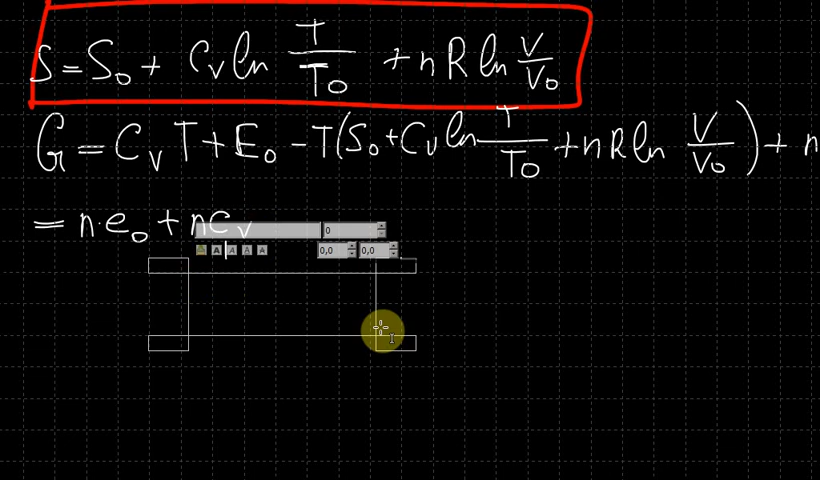 S = S₀ + Cᵥ ln T/T₀ + nR ln V/V₀
G = Cᵥ T + E₀ - T(S₀ + Cᵥ ln T/T₀ + nR ln V/V₀) + n
= n·e₀ + ncᵥ
0
A A A A A 0,0 0,0